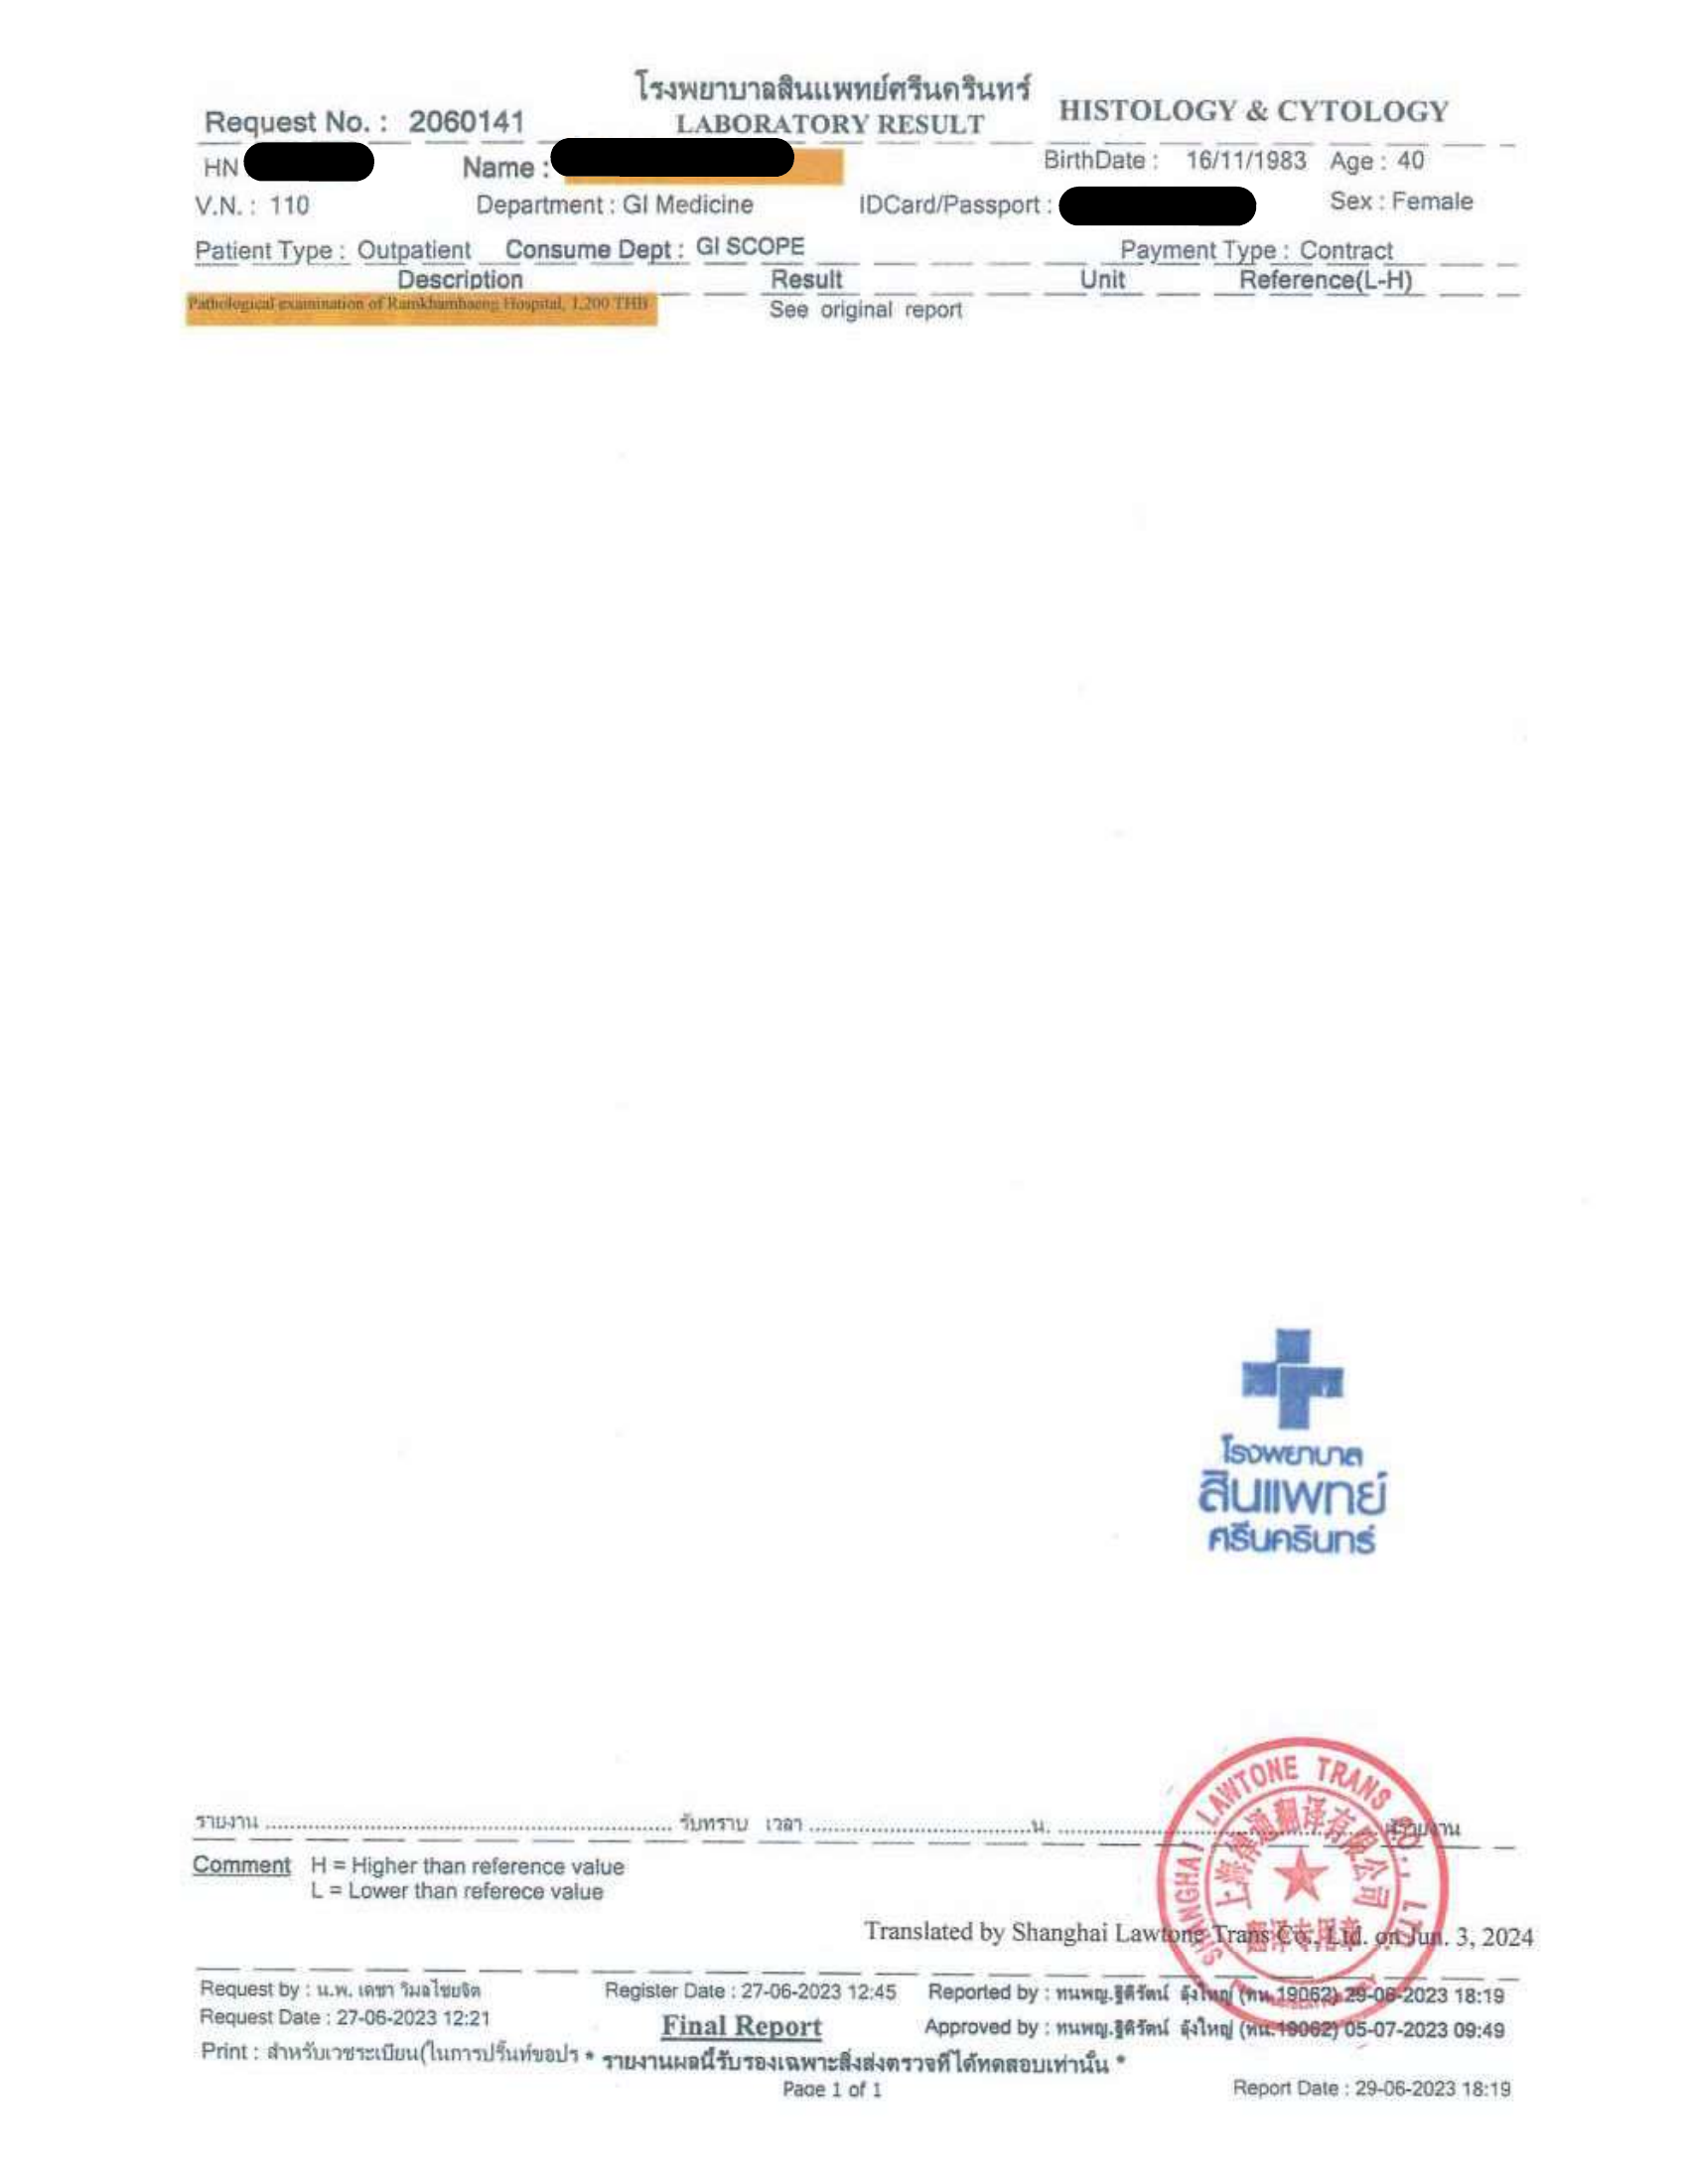 โรงพยาบาลสินแพทย์ศรีนครินทร์
Request No. : 2060141 LABORATORY RESULT HISTOLOGY & CYTOLOGY
HN Name : BirthDate : 16/11/1983 Age : 40
V.N. : 110 Department : GI Medicine IDCard/Passport : Sex : Female
Patient Type : Outpatient Consume Dept : GI SCOPE Payment Type : Contract
Description Result Unit Reference(L-H)
Pathological examination of Ramkhamhaeng Hospital, 1,200 THB See original report
โรงพยาบาล
สินแพทย์
ศรีนครินทร์
SHANGHAI LAWTONE TRANS CO., LTD.
上海律通翻译有限公司
翻译专用章
รายงาน ........ รับทราบ เวลา ........ น. ........ ผู้รายงาน
Comment H = Higher than reference value
L = Lower than referece value
Translated by Shanghai Lawtone Trans Co., Ltd. on Jun. 3, 2024
Request by : น.พ. เดชา วิมลไชยจิต Register Date : 27-06-2023 12:45 Reported by : ทนพญ.ฐิติรัตน์ อุ้งใหญ่ (ทน.19062) 29-06-2023 18:19
Request Date : 27-06-2023 12:21 Final Report Approved by : ทนพญ.ฐิติรัตน์ อุ้งใหญ่ (ทน.19062) 05-07-2023 09:49
Print : สำหรับเวชระเบียน(ในการปริ้นท์ขอปร * รายงานผลนี้รับรองเฉพาะสิ่งส่งตรวจที่ได้ทดสอบเท่านั้น *
Page 1 of 1 Report Date : 29-06-2023 18:19